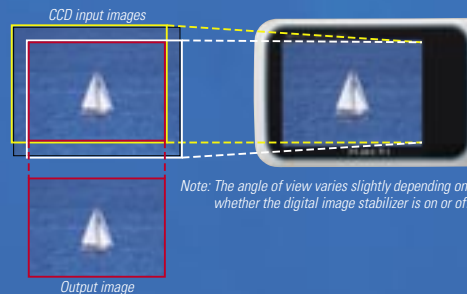 CCD input images
Note: The angle of view varies slightly depending on
whether the digital image stabilizer is on or of
Output image